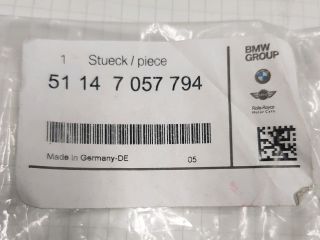 1 Stueck / piece
51 14 7 057 794
Made in Germany-DE 05
BMW
GROUP
Rolls-Royce
Motor Cars